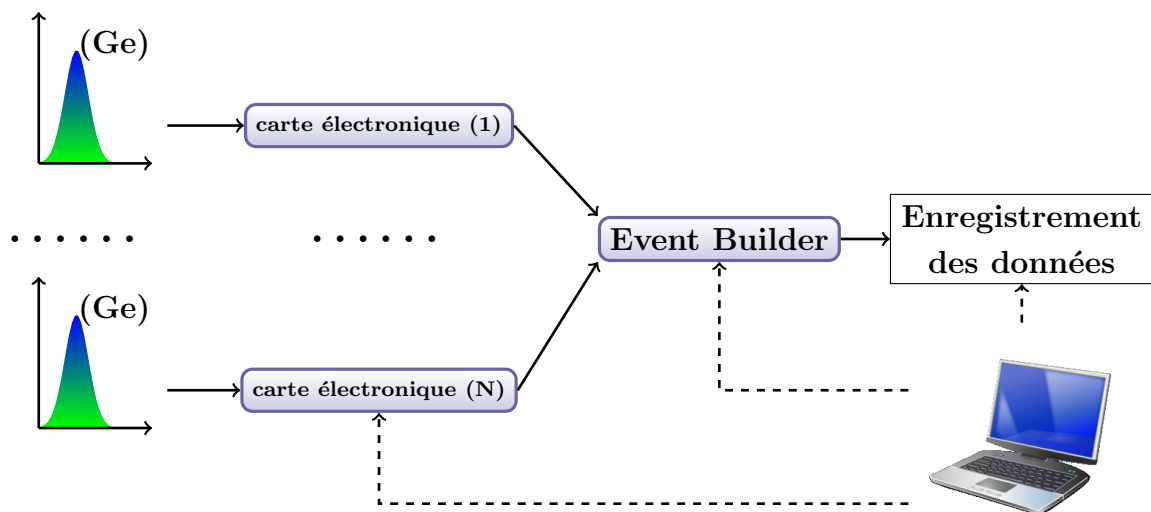 (Ge)
carte électronique (1)
Event Builder
Enregistrement
des données
(Ge)
carte électronique (N)